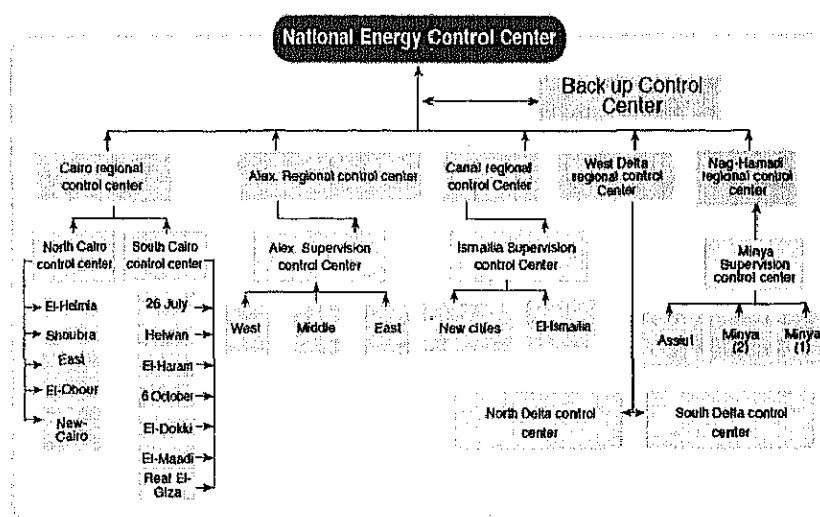 National Energy Control Center
Back up Control
Center
Cairo regional
control center
Alex. Regional control center
Canal regional
control Center
West Delta
regional control
Center
Nag-Hamadi
regional control
center
North Cairo
control center
South Cairo
control center
Alex. Supervision
control Center
Ismailia Supervision
control Center
Minya
Supervision
control center
El-Helmia
Shoubra
East
El-Obour
New-
Cairo
26 July
Helwan
El-Haram
6 October
El-Dokki
El-Maadi
Reaf El-
Giza
West
Middle
East
New cities
El-Ismailia
Assiut
Minya
(2)
Minya
(1)
North Delta control
center
South Delta control
center